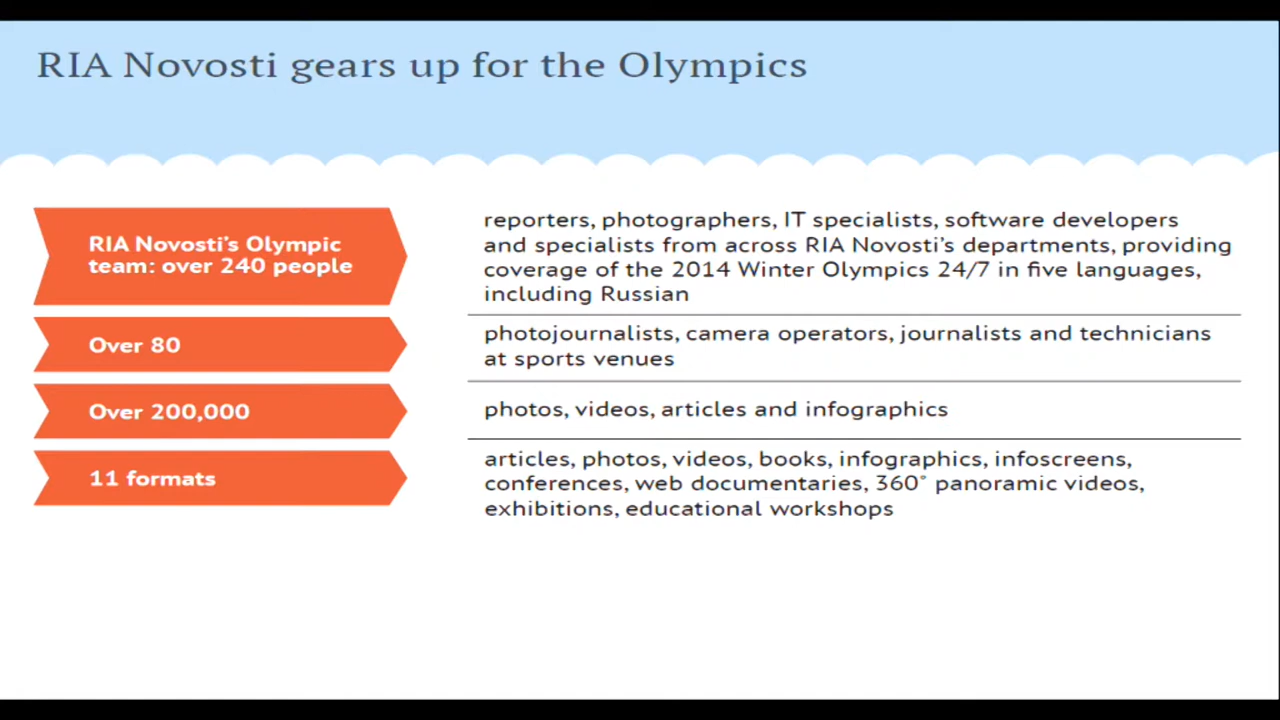 RIA Novosti gears up for the Olympics
RIA Novosti's Olympic
team: over 240 people
reporters, photographers, IT specialists, software developers
and specialists from across RIA Novosti's departments, providing
coverage of the 2014 Winter Olympics 24/7 in five languages,
including Russian
Over 80
photojournalists, camera operators, journalists and technicians
at sports venues
Over 200,000
photos, videos, articles and infographics
11 formats
articles, photos, videos, books, infographics, infoscreens,
conferences, web documentaries, 360° panoramic videos,
exhibitions, educational workshops